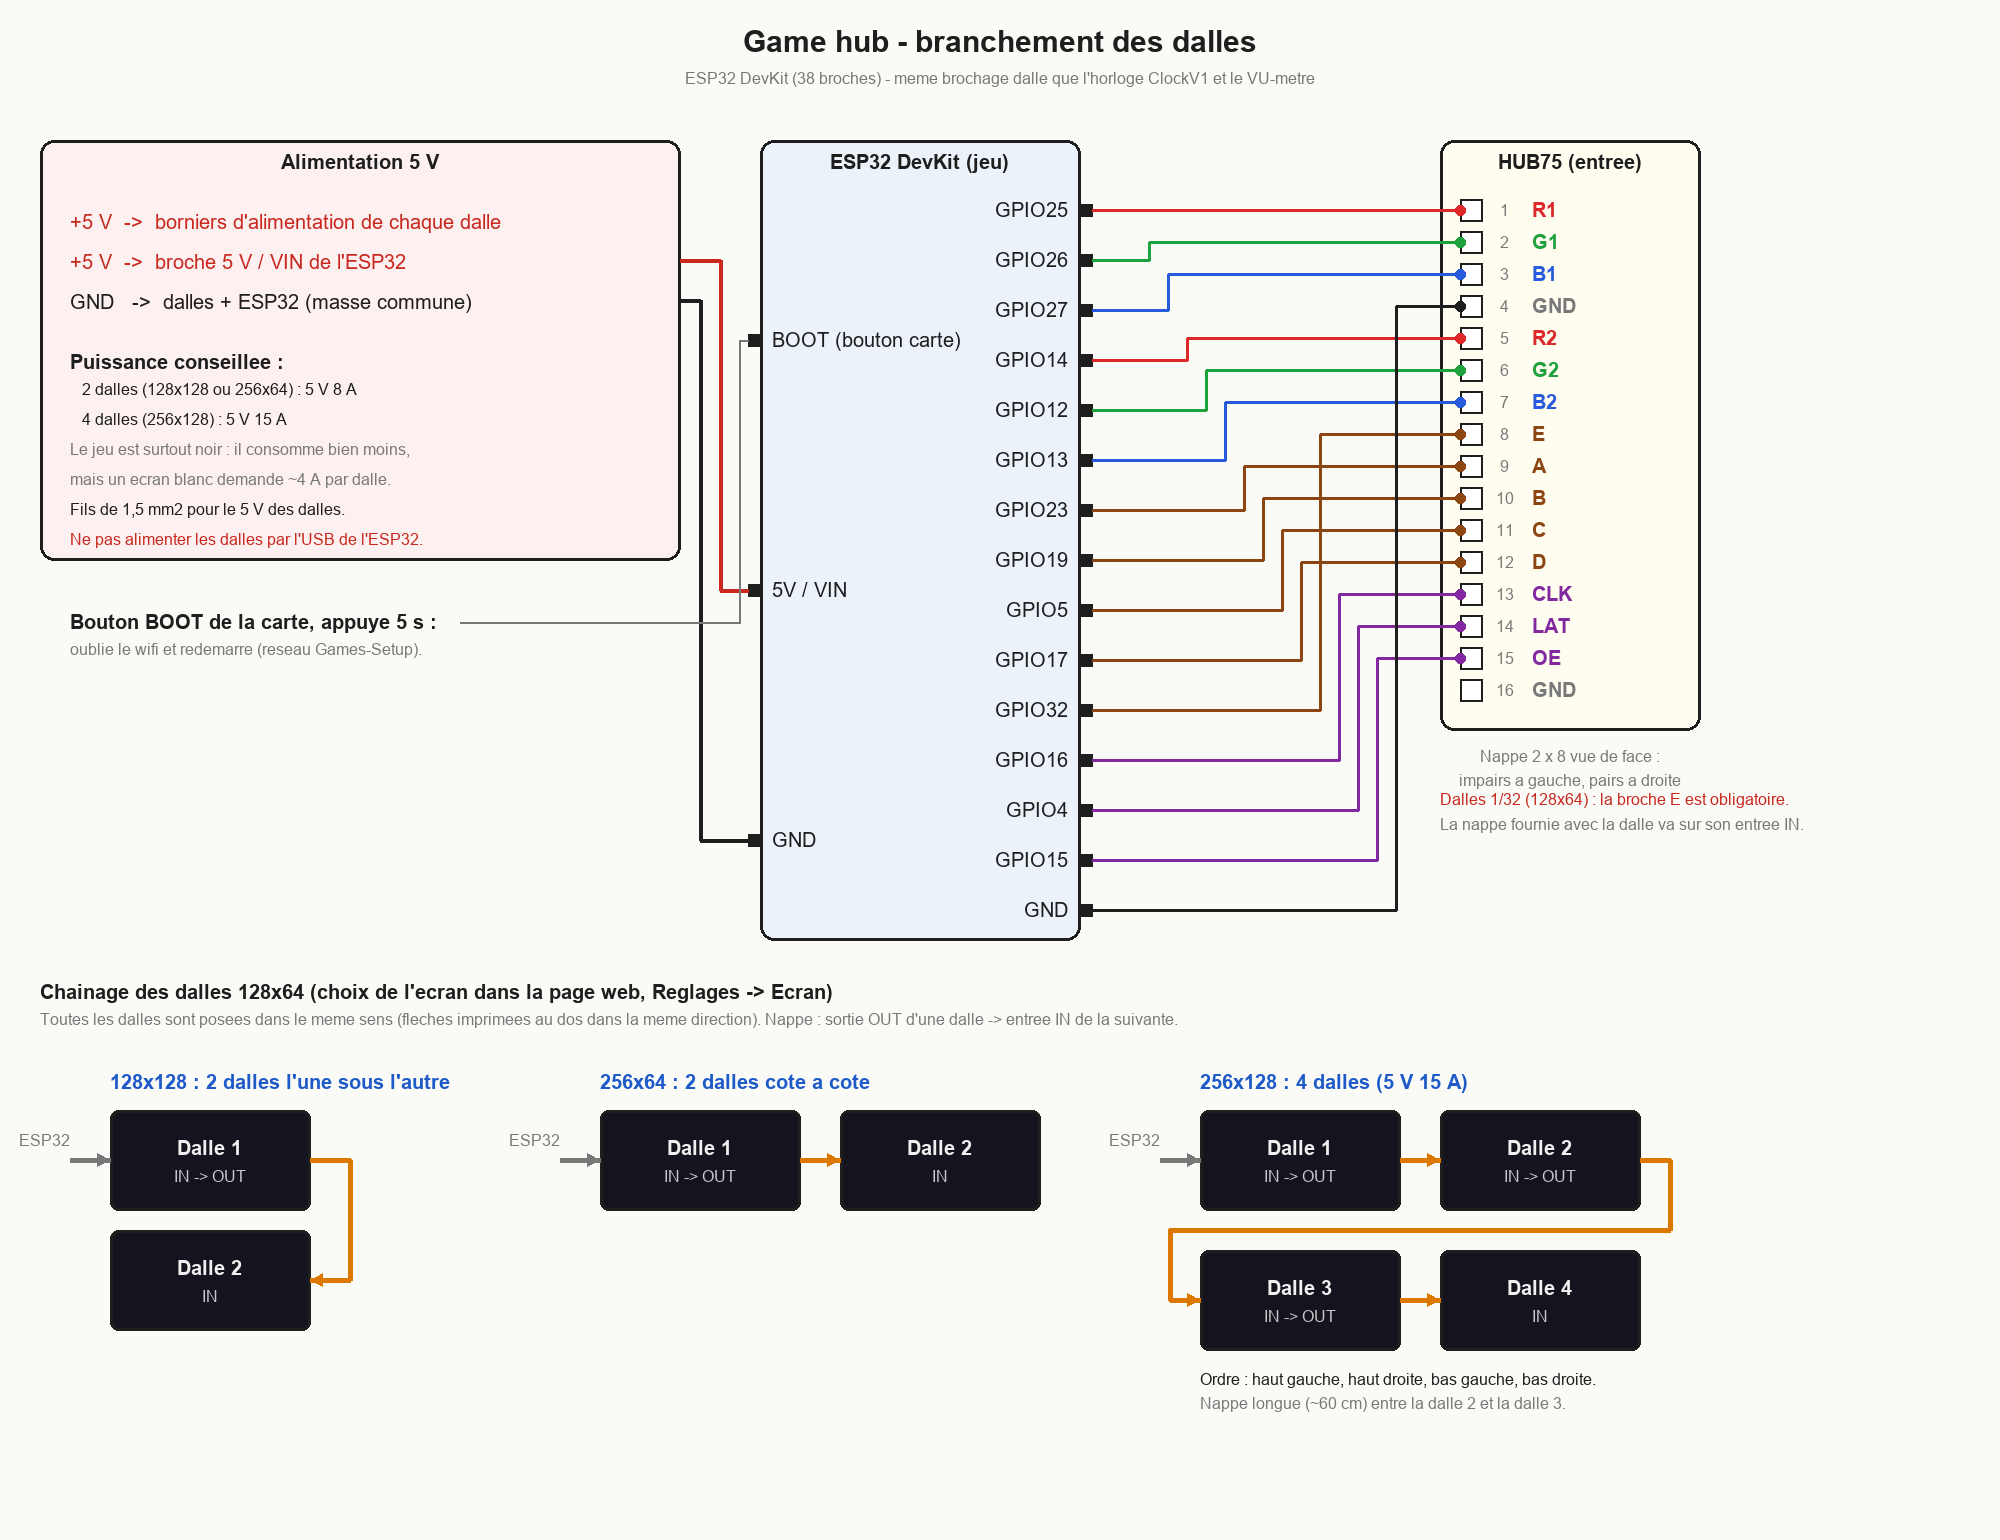 Game hub - branchement des dalles
ESP32 DevKit (38 broches) - meme brochage dalle que l'horloge ClockV1 et le VU-metre
Alimentation 5 V
+5 V -> borniers d'alimentation de chaque dalle
+5 V -> broche 5 V / VIN de l'ESP32
GND -> dalles + ESP32 (masse commune)
Puissance conseillee :
2 dalles (128x128 ou 256x64) : 5 V 8 A
4 dalles (256x128) : 5 V 15 A
Le jeu est surtout noir : il consomme bien moins,
mais un ecran blanc demande ~4 A par dalle.
Fils de 1,5 mm2 pour le 5 V des dalles.
Ne pas alimenter les dalles par l'USB de l'ESP32.
Bouton BOOT de la carte, appuye 5 s :
oublie le wifi et redemarre (reseau Games-Setup).
ESP32 DevKit (jeu)
BOOT (bouton carte)
5V / VIN
GND
GPIO25
GPIO26
GPIO27
GPIO14
GPIO12
GPIO13
GPIO23
GPIO19
GPIO5
GPIO17
GPIO32
GPIO16
GPIO4
GPIO15
GND
HUB75 (entree)
1 R1
2 G1
3 B1
4 GND
5 R2
6 G2
7 B2
8 E
9 A
10 B
11 C
12 D
13 CLK
14 LAT
15 OE
16 GND
Nappe 2 x 8 vue de face :
impairs a gauche, pairs a droite
Dalles 1/32 (128x64) : la broche E est obligatoire.
La nappe fournie avec la dalle va sur son entree IN.
Chainage des dalles 128x64 (choix de l'ecran dans la page web, Reglages -> Ecran)
Toutes les dalles sont posees dans le meme sens (fleches imprimees au dos dans la meme direction). Nappe : sortie OUT d'une dalle -> entree IN de la suivante.
128x128 : 2 dalles l'une sous l'autre
ESP32
Dalle 1
IN -> OUT
Dalle 2
IN
256x64 : 2 dalles cote a cote
ESP32
Dalle 1
IN -> OUT
Dalle 2
IN
256x128 : 4 dalles (5 V 15 A)
ESP32
Dalle 1
IN -> OUT
Dalle 2
IN -> OUT
Dalle 3
IN -> OUT
Dalle 4
IN
Ordre : haut gauche, haut droite, bas gauche, bas droite.
Nappe longue (~60 cm) entre la dalle 2 et la dalle 3.